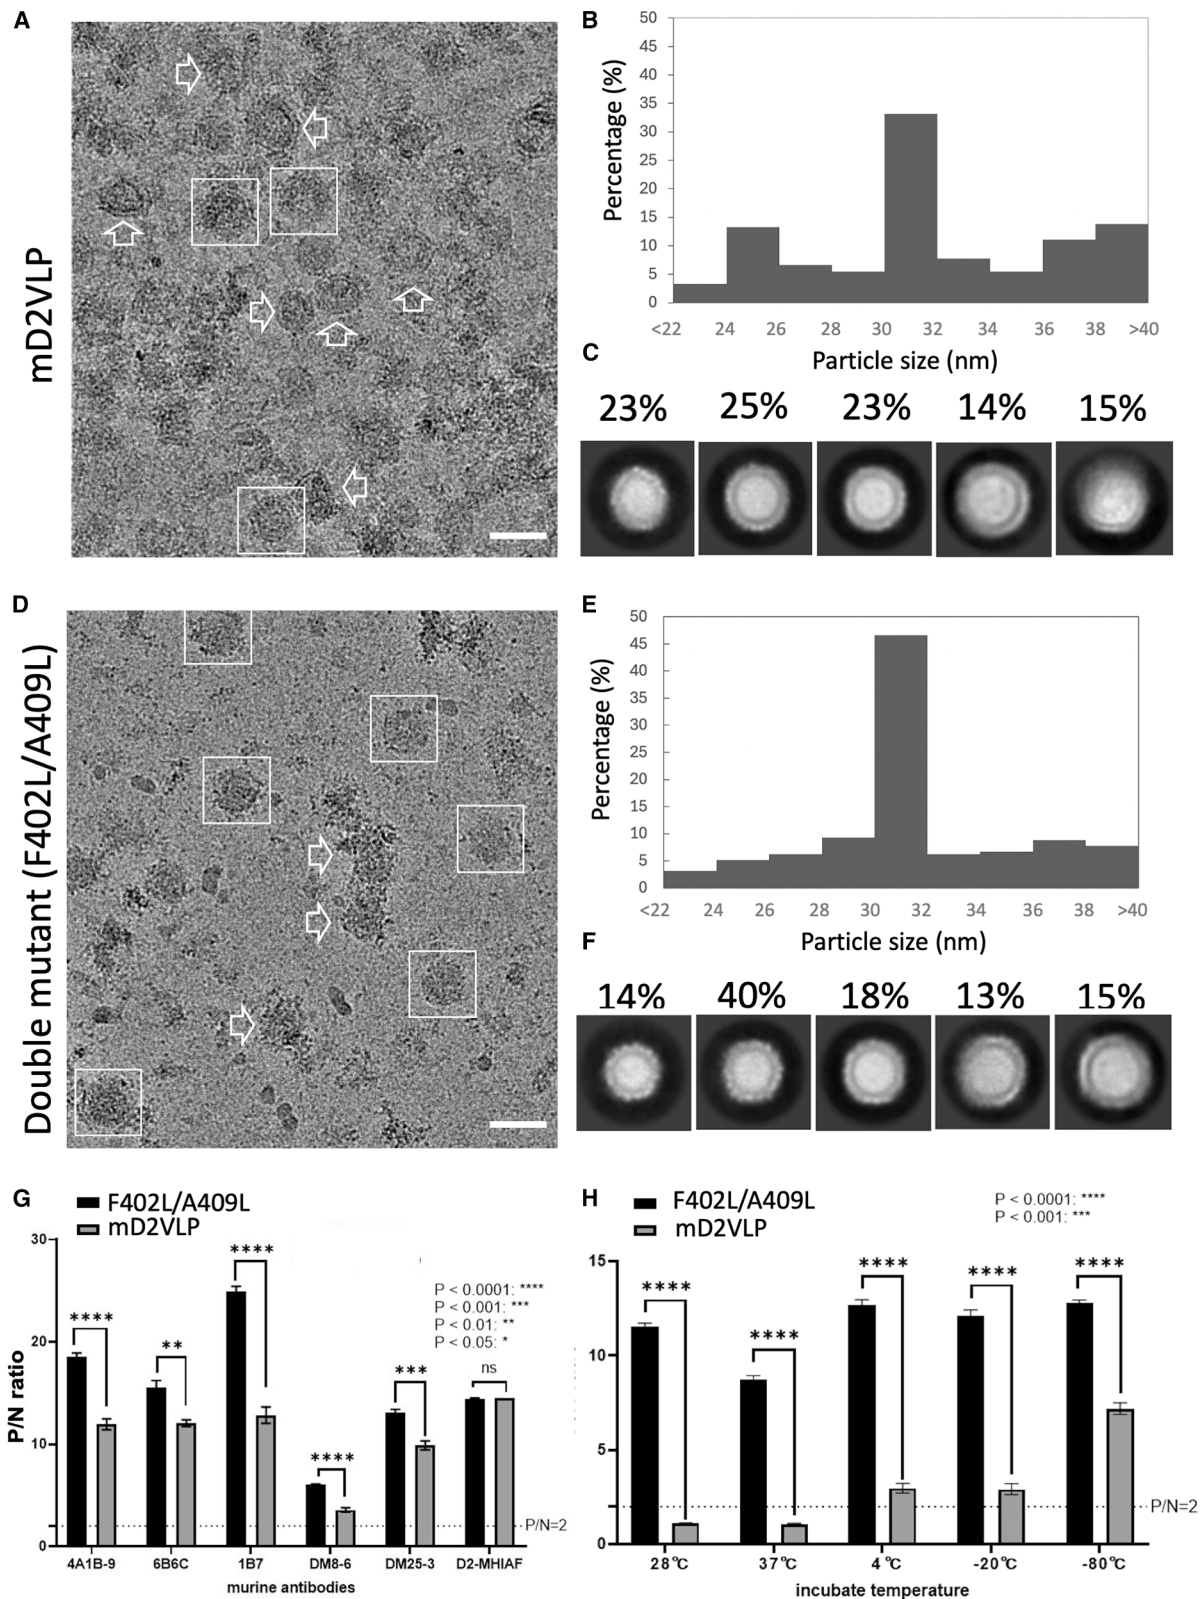 A
mD2VLP
B
Percentage (%)
50
45
40
35
30
25
20
15
10
5
0
<22 24 26 28 30 32 34 36 38 >40
Particle size (nm)
C
23% 25% 23% 14% 15%
D
Double mutant (F402L/A409L)
E
Percentage (%)
50
45
40
35
30
25
20
15
10
5
0
<22 24 26 28 30 32 34 36 38 >40
Particle size (nm)
F
14% 40% 18% 13% 15%
G
F402L/A409L
mD2VLP
P/N ratio
30
20
10
0
**** ** **** **** *** ns
P < 0.0001: ****
P < 0.001: ***
P < 0.01: **
P < 0.05: *
P/N=2
4A1B-9 6B6C 1B7 DM8-6 DM25-3 D2-MHIAF
murine antibodies
H
F402L/A409L
mD2VLP
P < 0.0001: ****
P < 0.001: ***
15
10
5
0
**** **** **** **** ****
P/N=2
28℃ 37℃ 4℃ -20℃ -80℃
incubate temperature